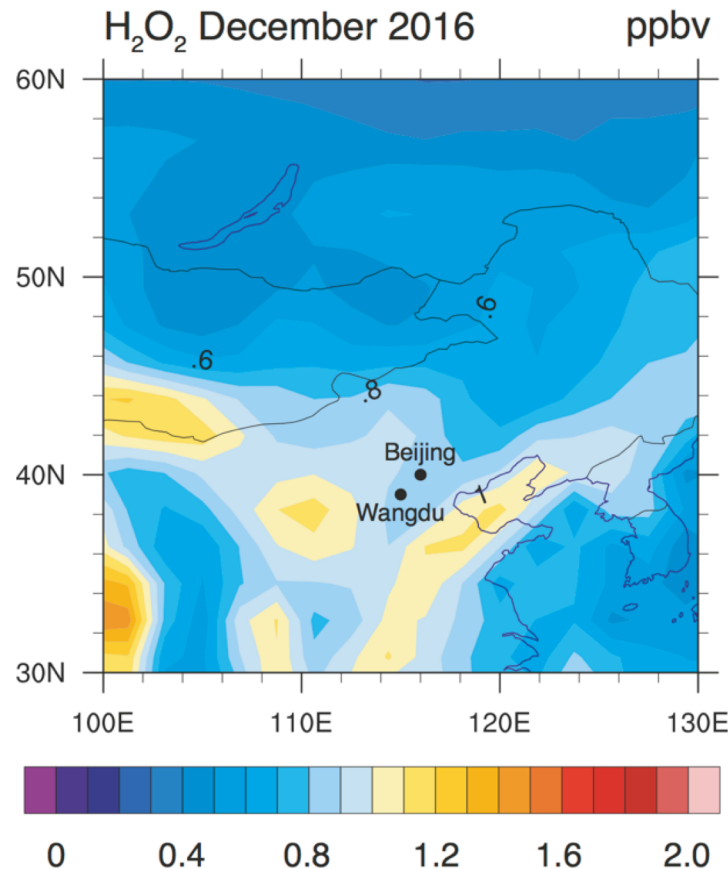 H₂O₂ December 2016 ppbv
60N
50N
.6
.6
.8
Beijing
40N
1
Wangdu
30N
100E 110E 120E 130E
0 0.4 0.8 1.2 1.6 2.0